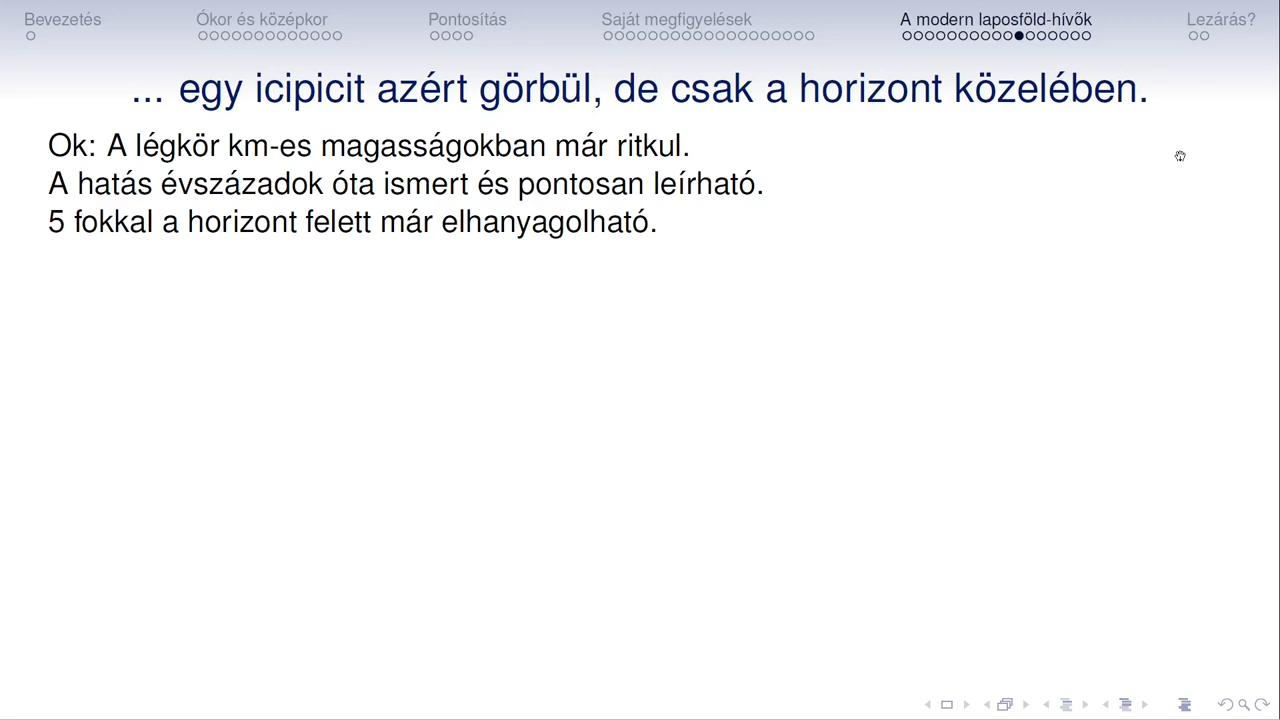 Bevezetés Ókor és középkor Pontosítás Saját megfigyelések A modern laposföld-hívők Lezárás?
... egy icipicit azért görbül, de csak a horizont közelében.
Ok: A légkör km-es magasságokban már ritkul.
A hatás évszázadok óta ismert és pontosan leírható.
5 fokkal a horizont felett már elhanyagolható.